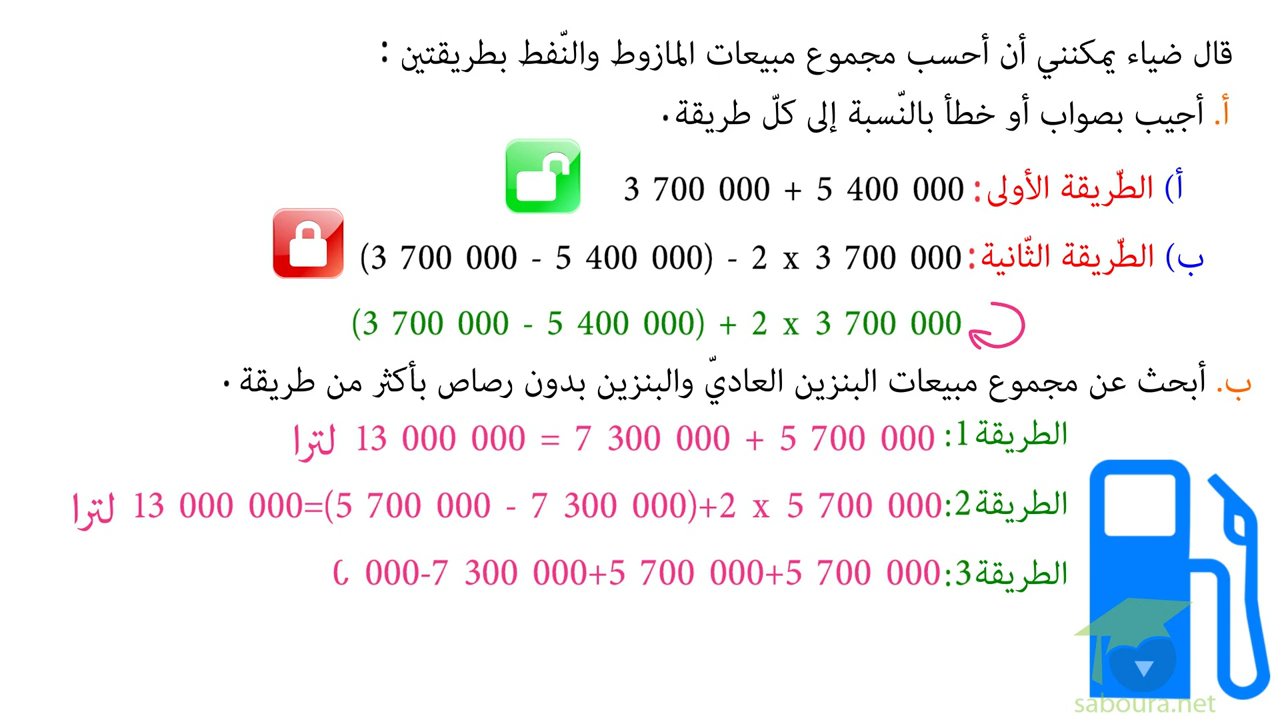 قال ضياء يمكنني أن أحسب مجموع مبيعات المازوط والنّفط بطريقتين :
أ. أجيب بصواب أو خطأ بالنّسبة إلى كلّ طريقة.
أ) الطّريقة الأولى: 3 700 000 + 5 400 000
ب) الطّريقة الثّانية: (3 700 000 - 5 400 000) - 2 x 3 700 000
(3 700 000 - 5 400 000) + 2 x 3 700 000
ب. أبحث عن مجموع مبيعات البنزين العاديّ والبنزين بدون رصاص بأكثر من طريقة .
الطريقة1: 13 000 000 = 7 300 000 + 5 700 000 لترا
الطريقة2: 13 000 000=(5 700 000 - 7 300 000)+2 x 5 700 000 لترا
الطريقة3: 000-7 300 000+5 700 000+5 700 000
saboura.net